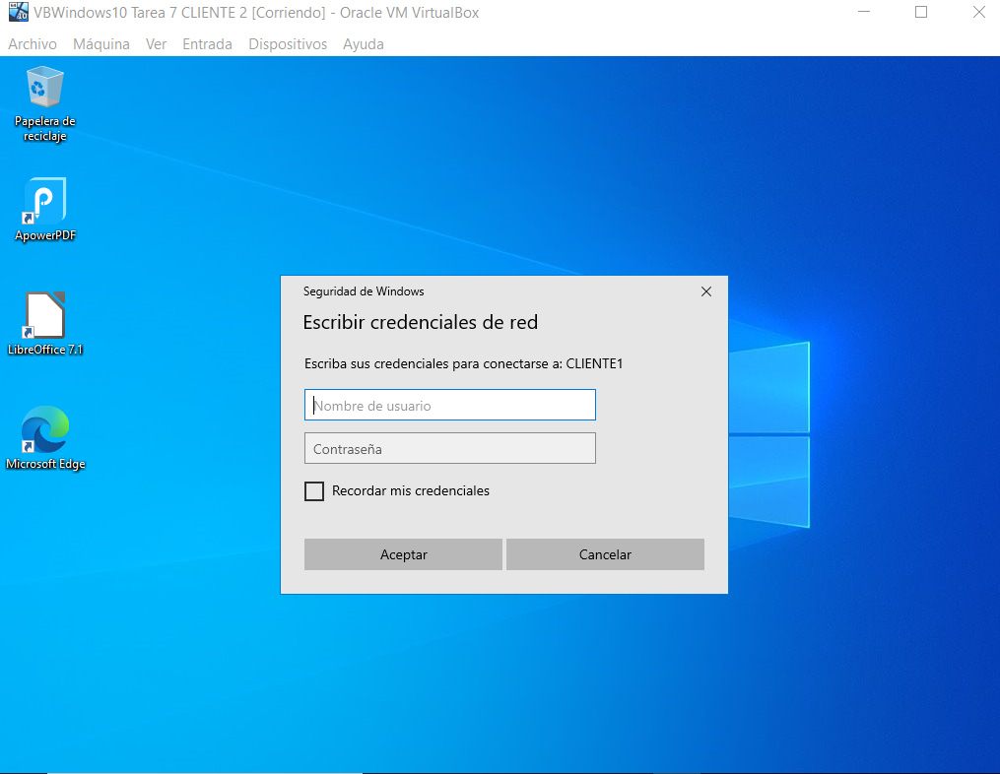 VBWindows10 Tarea 7 CLIENTE 2 [Corriendo] - Oracle VM VirtualBox
Archivo Máquina Ver Entrada Dispositivos Ayuda
Papelera de
reciclaje
ApowerPDF
LibreOffice 7.1
Microsoft Edge
Seguridad de Windows
Escribir credenciales de red
Escriba sus credenciales para conectarse a: CLIENTE1
Nombre de usuario
Contraseña
Recordar mis credenciales
Aceptar Cancelar